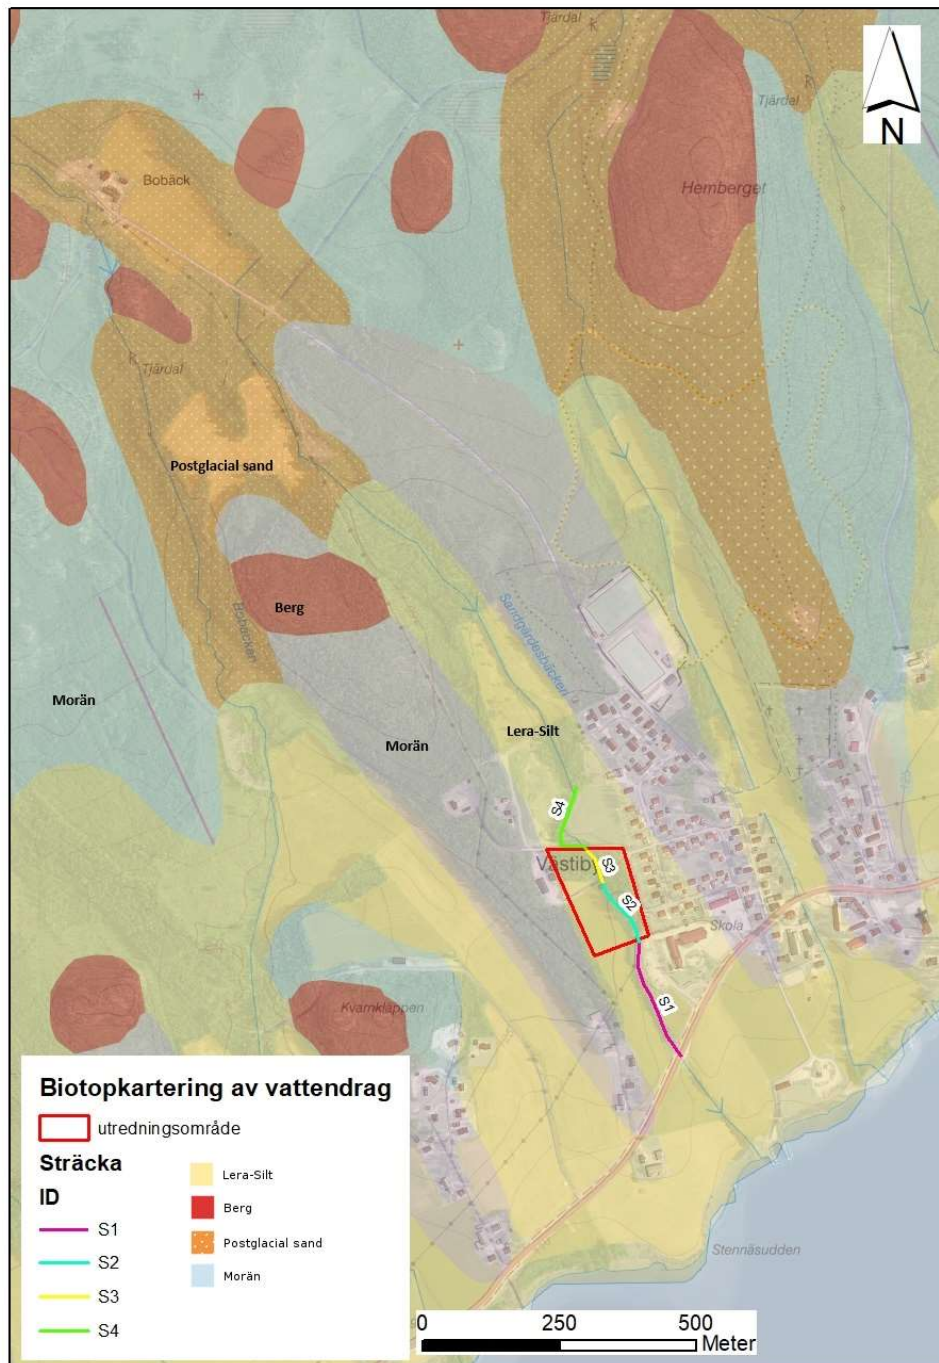 Tjärdal
R
N
Tjärdal
R
Bobäck
Hemberget
R
Tjärdal
Postglacial sand
Berg
Bobäcken
Sandgärdesbäcken
Morän
Morän
Lera-Silt
S4
Västiby
S3
S2
Skola
S1
Kvarnklappen
Biotopkartering av vattendrag
utredningsområde
Sträcka
ID
S1
S2
S3
S4
Lera-Silt
Berg
Postglacial sand
Morän
Stennäsudden
0 250 500
Meter